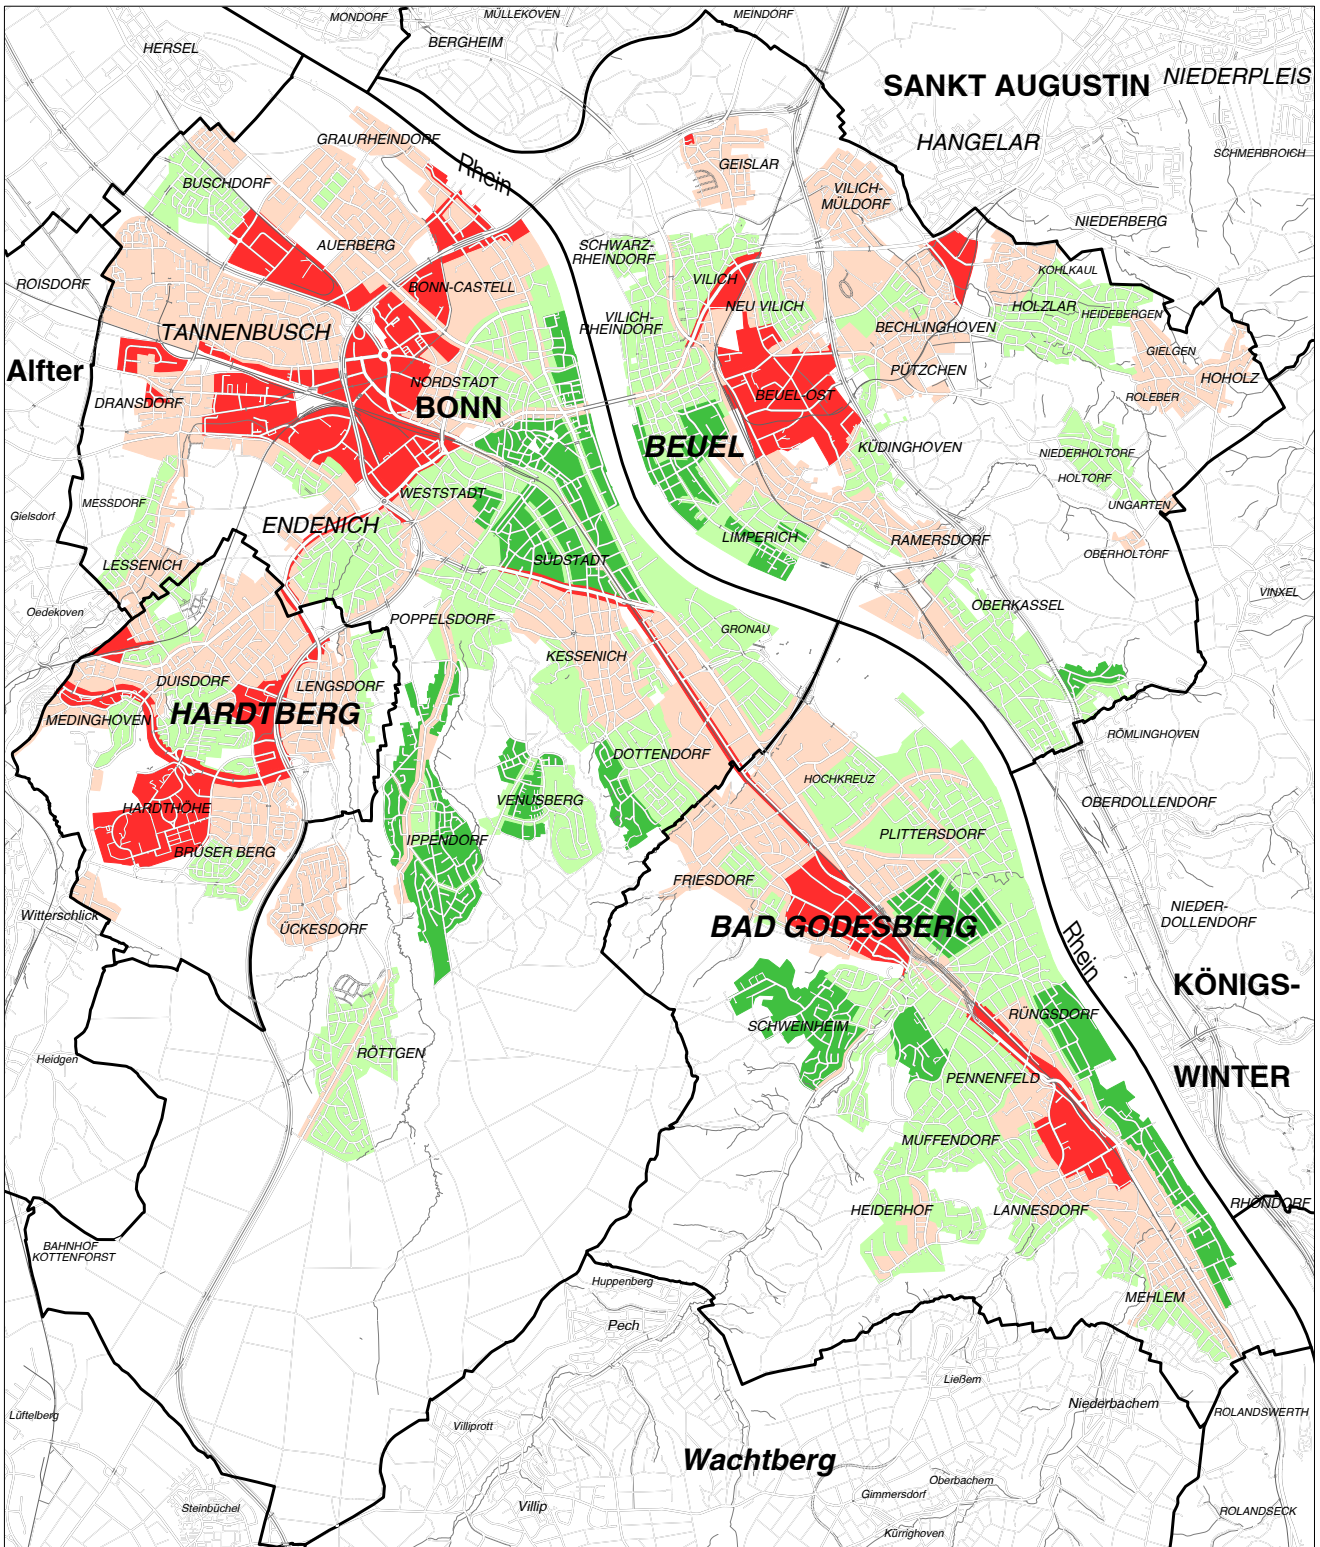 MONDORF
MÜLLEKOVEN
MEINDORF
HERSEL
BERGHEIM
SANKT AUGUSTIN
NIEDERPLEIS
GRAURHEINDORF
HANGELAR
SCHMERBROICH
Rhein
GEISLAR
BUSCHDORF
VILICH-
MÜLDORF
NIEDERBERG
AUERBERG
SCHWARZ-
RHEINDORF
ROISDORF
BONN-CASTELL
VILICH
KOHLKAUL
NEU VILICH
HOLZLAR
HEIDEBERGEN
TANNENBUSCH
VILICH-
RHEINDORF
BECHLINGHOVEN
GIELGEN
Alfter
PÜTZCHEN
HOHOLZ
NORDSTADT
BEUEL-OST
ROLEBER
DRANSDORF
BONN
BEUEL
KÜDINGHOVEN
NIEDERHOLTORF
HOLTORF
MESSDORF
WESTSTADT
UNGARTEN
Gielsdorf
ENDENICH
LIMPERICH
RAMERSDORF
OBERHOLTORF
LESSENICH
SÜDSTADT
VINXEL
Oedekoven
OBERKASSEL
POPPELSDORF
GRONAU
KESSENICH
DUISDORF
LENGSDORF
MEDINGHOVEN
HARDTBERG
RÖMLINGHOVEN
DOTTENDORF
HOCHKREUZ
HARDTHÖHE
VENUSBERG
OBERDOLLENDORF
IPPENDORF
PLITTERSDORF
BRÜSER BERG
FRIESDORF
Witterschlick
ÜCKESDORF
BAD GODESBERG
NIEDER-
DOLLENDORF
Rhein
KÖNIGS-
SCHWEINHEIM
RÜNGSDORF
RÖTTGEN
Heidgen
PENNENFELD
WINTER
MUFFENDORF
HEIDERHOF
LANNESDORF
RHÖNDORF
BAHNHOF
KOTTENFORST
Huppenberg
MEHLEM
Pech
Ließem
Niederbachem
Lüftelberg
Villiprott
ROLANDSWERTH
Wachtberg
Oberbachem
Gimmersdorf
Steinbüchel
Villip
ROLANDSECK
Kürrighoven